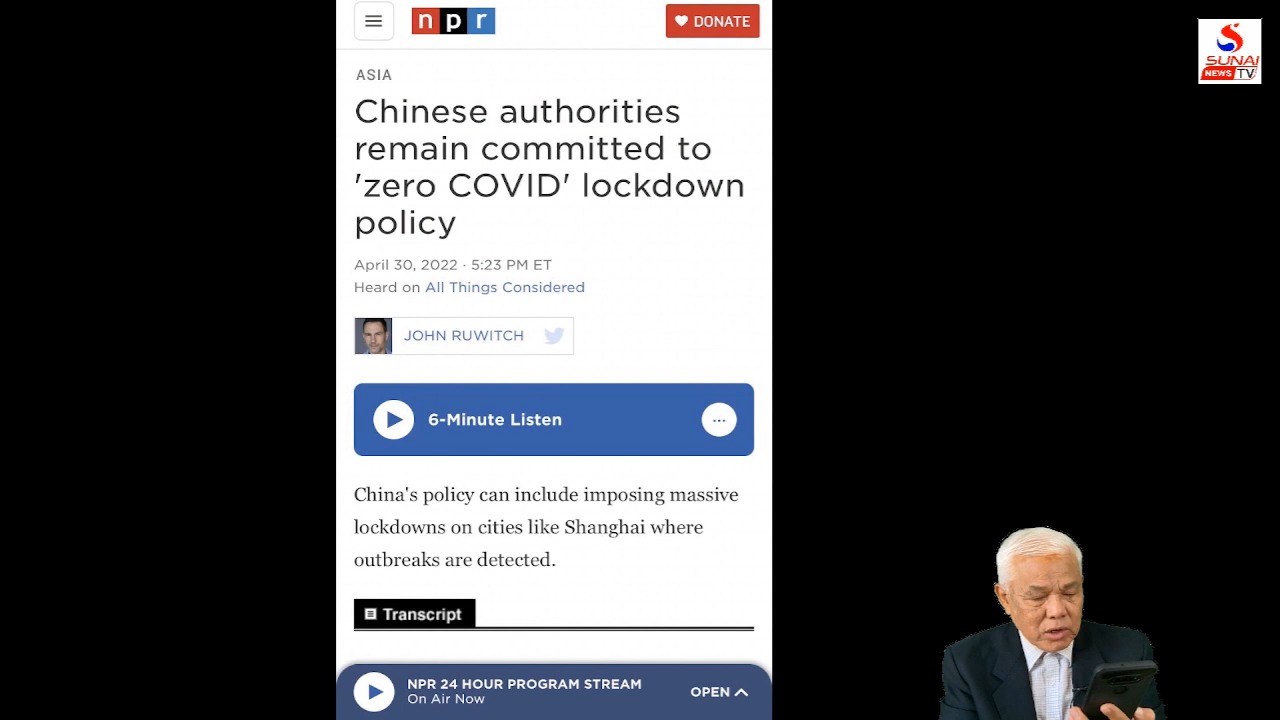 npr
DONATE
SUNAI
NEWS TV
ASIA
Chinese authorities
remain committed to
'zero COVID' lockdown
policy
April 30, 2022 · 5:23 PM ET
Heard on All Things Considered
JOHN RUWITCH
6-Minute Listen
China's policy can include imposing massive
lockdowns on cities like Shanghai where
outbreaks are detected.
Transcript
NPR 24 HOUR PROGRAM STREAM
On Air Now
OPEN